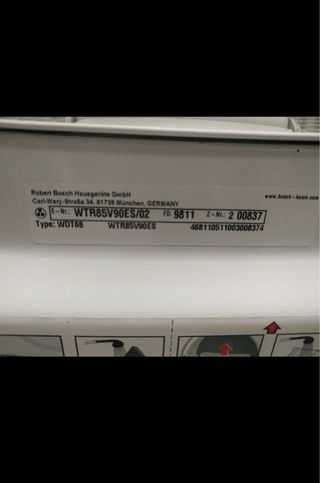 Robert Bosch Hausgeräte GmbH
Carl-Wery-Straße 34, 81739 München, GERMANY
www.bosch-home.com
E-Nr.: WTR85V90ES/02 FD: 9811 Z-Nr.: 2 00837
Type: WDT68 WTR85V90ES 468110511003008374